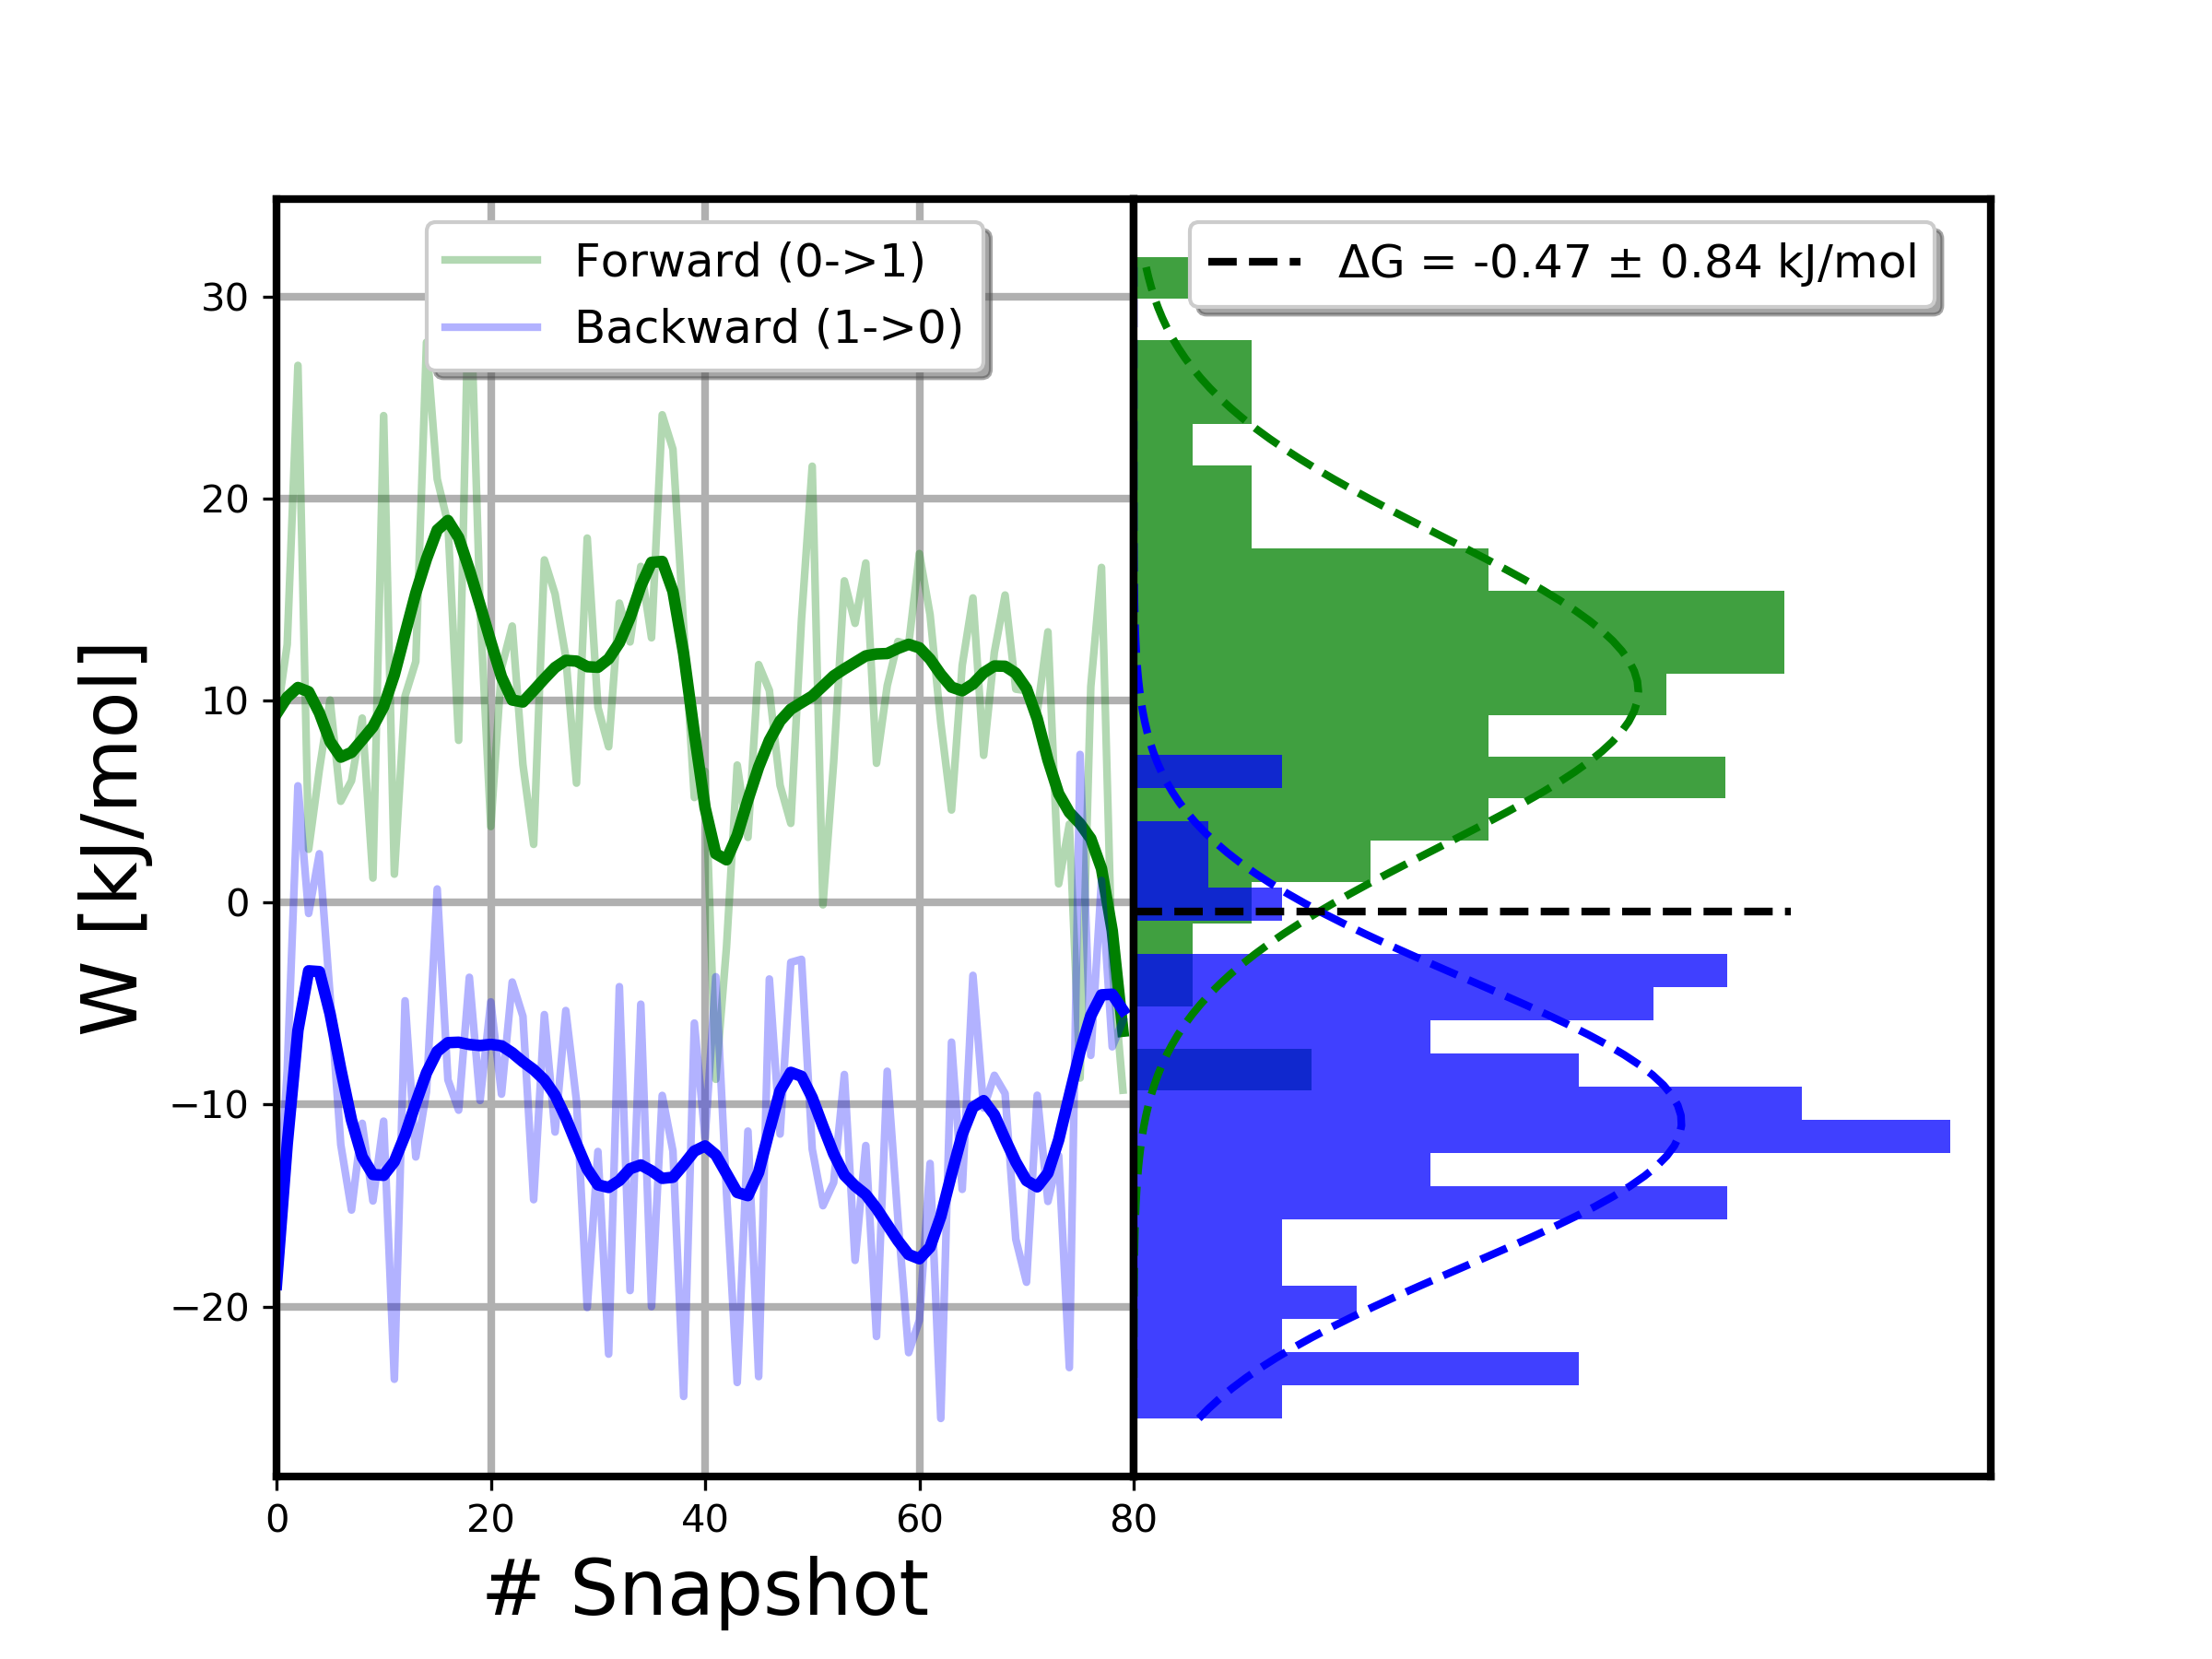 Forward (0->1)
Backward (1->0)
ΔG = -0.47 ± 0.84 kJ/mol
30
20
10
0
−10
−20
W [kJ/mol]
0 20 40 60 80
# Snapshot